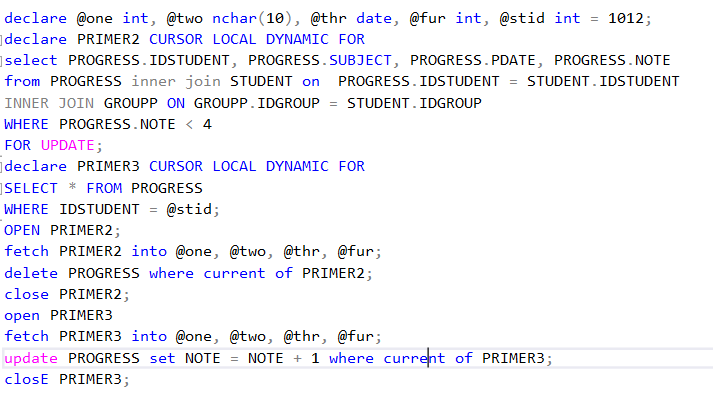 declare @one int, @two nchar(10), @thr date, @fur int, @stid int = 1012;
declare PRIMER2 CURSOR LOCAL DYNAMIC FOR
select PROGRESS.IDSTUDENT, PROGRESS.SUBJECT, PROGRESS.PDATE, PROGRESS.NOTE
from PROGRESS inner join STUDENT on  PROGRESS.IDSTUDENT = STUDENT.IDSTUDENT
INNER JOIN GROUPP ON GROUPP.IDGROUP = STUDENT.IDGROUP
WHERE PROGRESS.NOTE < 4
FOR UPDATE;
declare PRIMER3 CURSOR LOCAL DYNAMIC FOR
SELECT * FROM PROGRESS
WHERE IDSTUDENT = @stid;
OPEN PRIMER2;
fetch PRIMER2 into @one, @two, @thr, @fur;
delete PROGRESS where current of PRIMER2;
close PRIMER2;
open PRIMER3
fetch PRIMER3 into @one, @two, @thr, @fur;
update PROGRESS set NOTE = NOTE + 1 where current of PRIMER3;
closE PRIMER3;